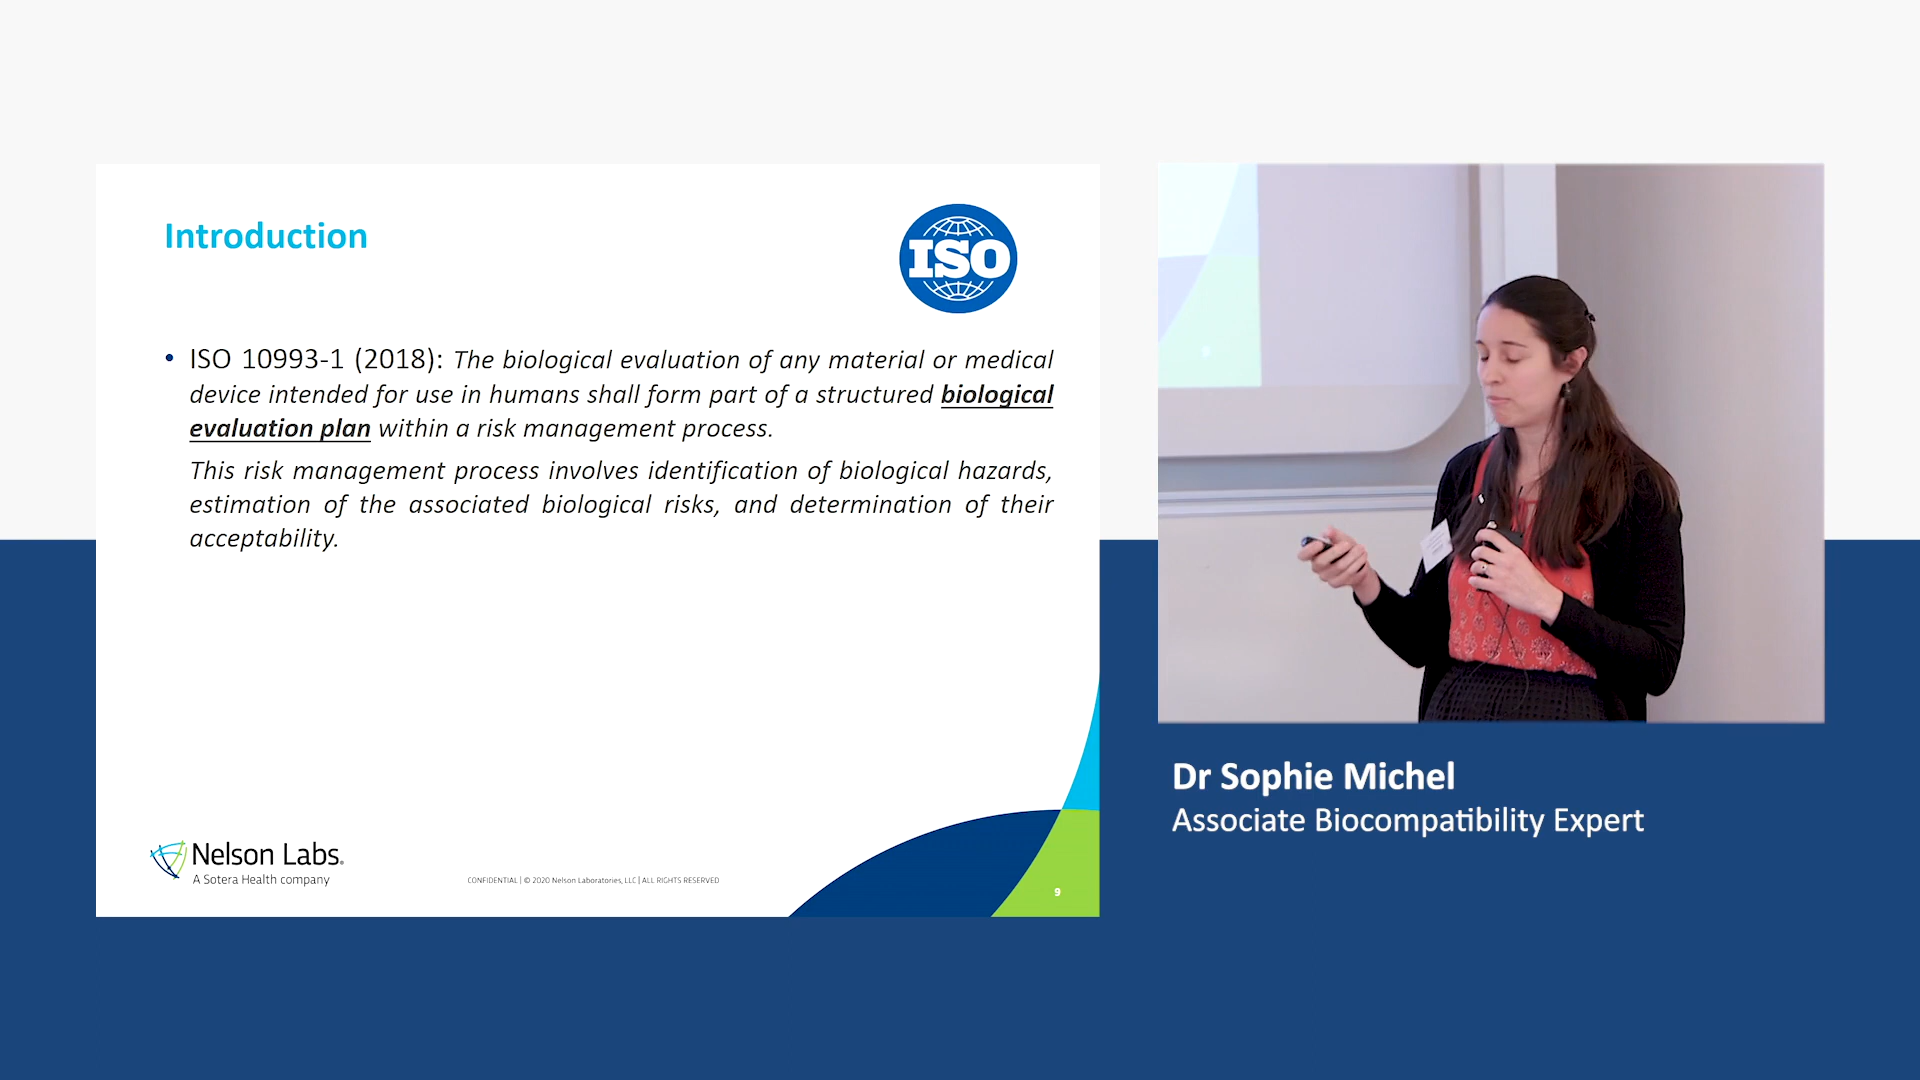 Introduction
ISO
• ISO 10993-1 (2018): The biological evaluation of any material or medical
device intended for use in humans shall form part of a structured biological
evaluation plan within a risk management process.
This risk management process involves identification of biological hazards,
estimation of the associated biological risks, and determination of their
acceptability.
Nelson Labs.
A Sotera Health company
CONFIDENTIAL | © 2020 Nelson Laboratories, LLC | ALL RIGHTS RESERVED
9
Dr Sophie Michel
Associate Biocompatibility Expert